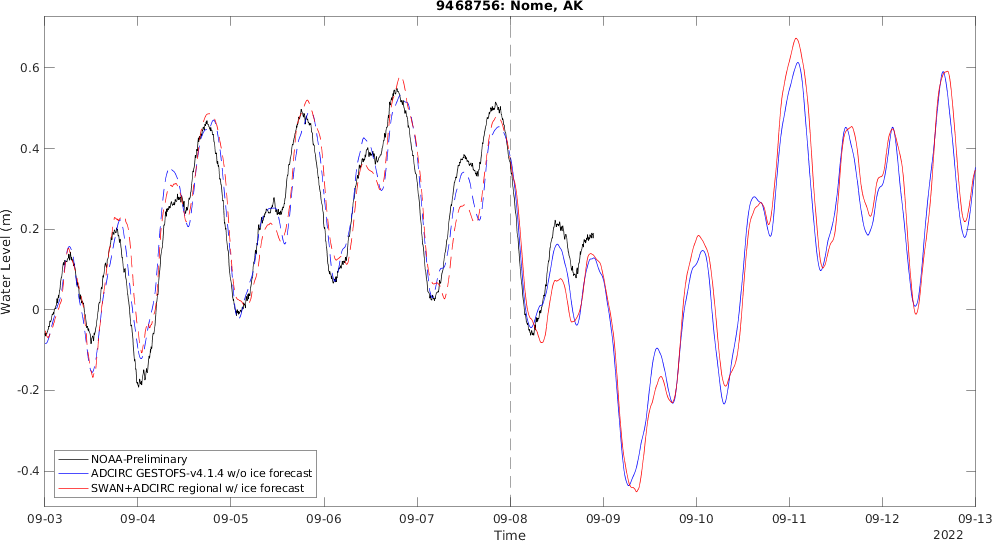 9468756: Nome, AK
Water Level (m)
0.6
0.4
0.2
0
-0.2
-0.4
NOAA-Preliminary
ADCIRC GESTOFS-v4.1.4 w/o ice forecast
SWAN+ADCIRC regional w/ ice forecast
09-03 09-04 09-05 09-06 09-07 09-08 09-09 09-10 09-11 09-12 09-13
Time
2022